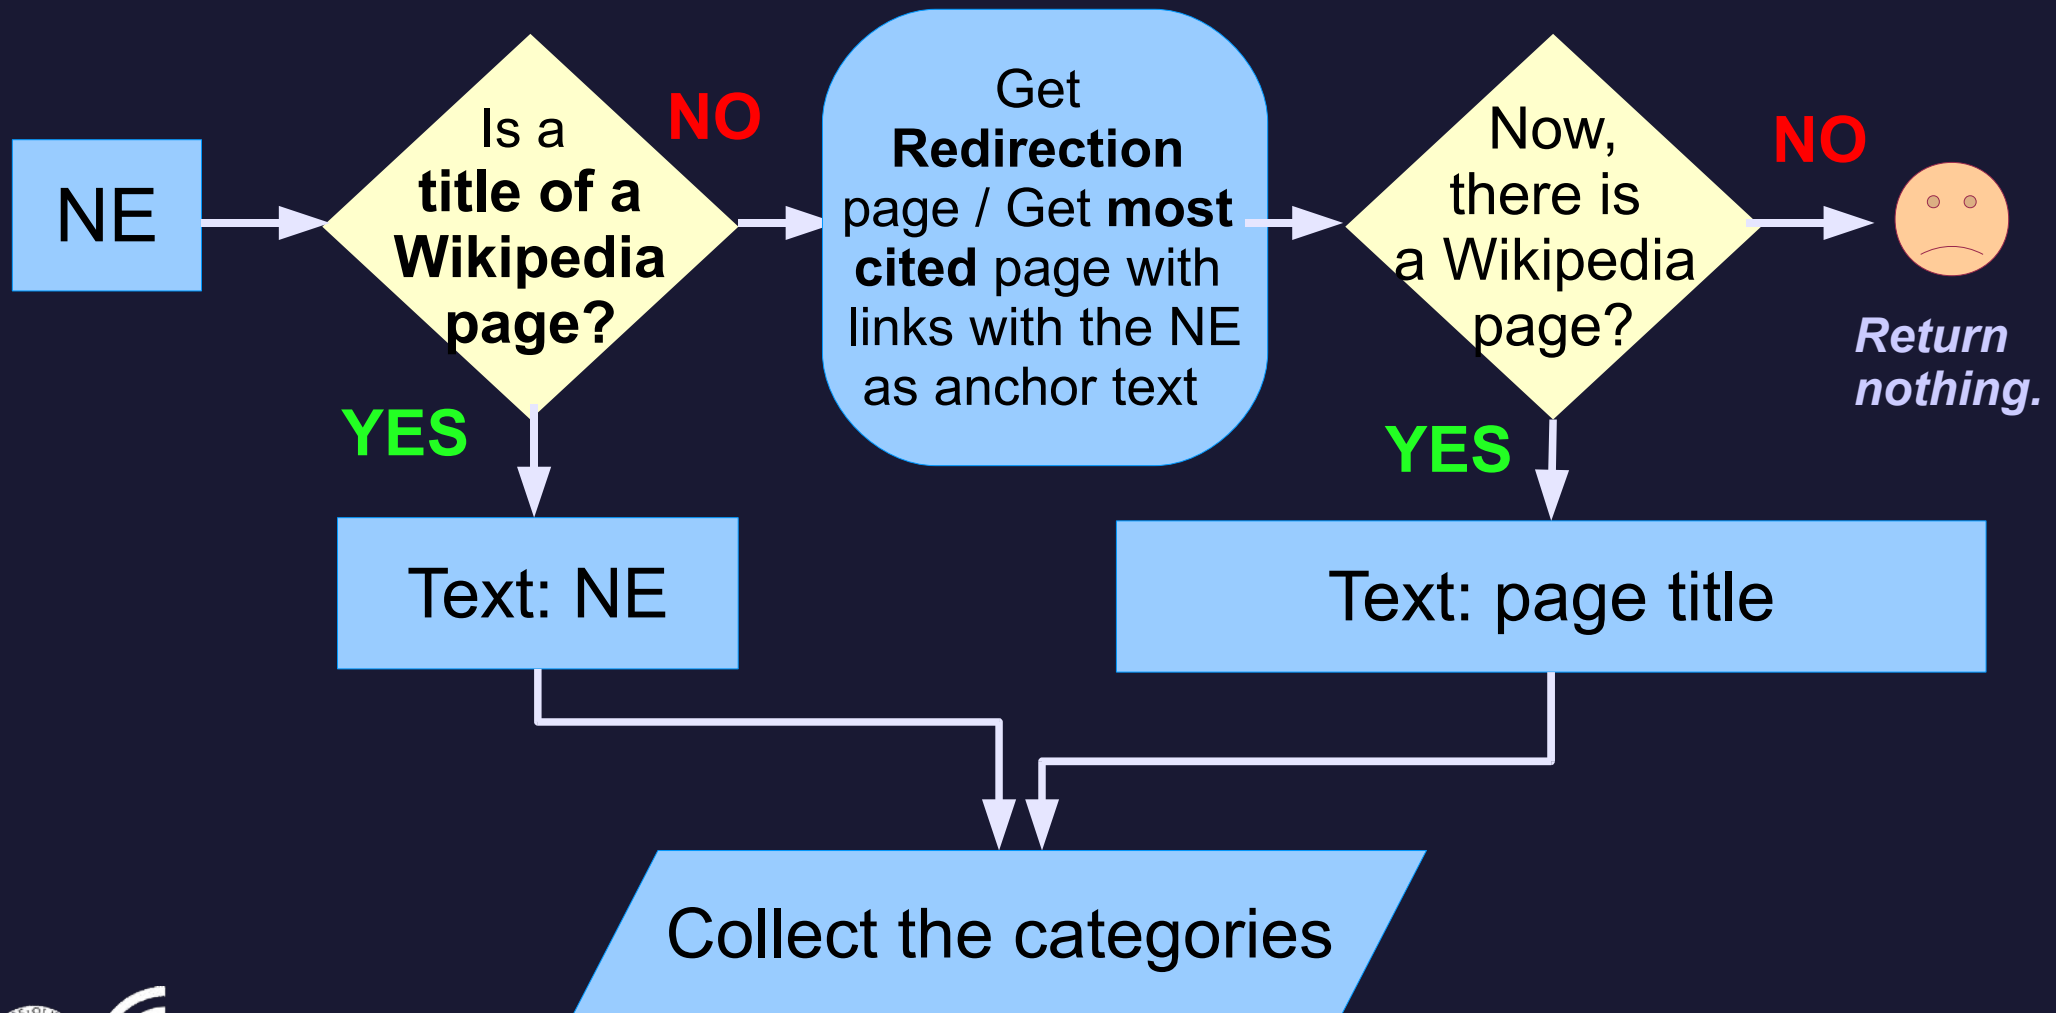 NE
Is a
title of a
Wikipedia
page?
NO
YES
Get
Redirection
page / Get most
cited page with
links with the NE
as anchor text
Now,
there is
a Wikipedia
page?
NO
YES
Return
nothing.
Text: NE
Text: page title
Collect the categories